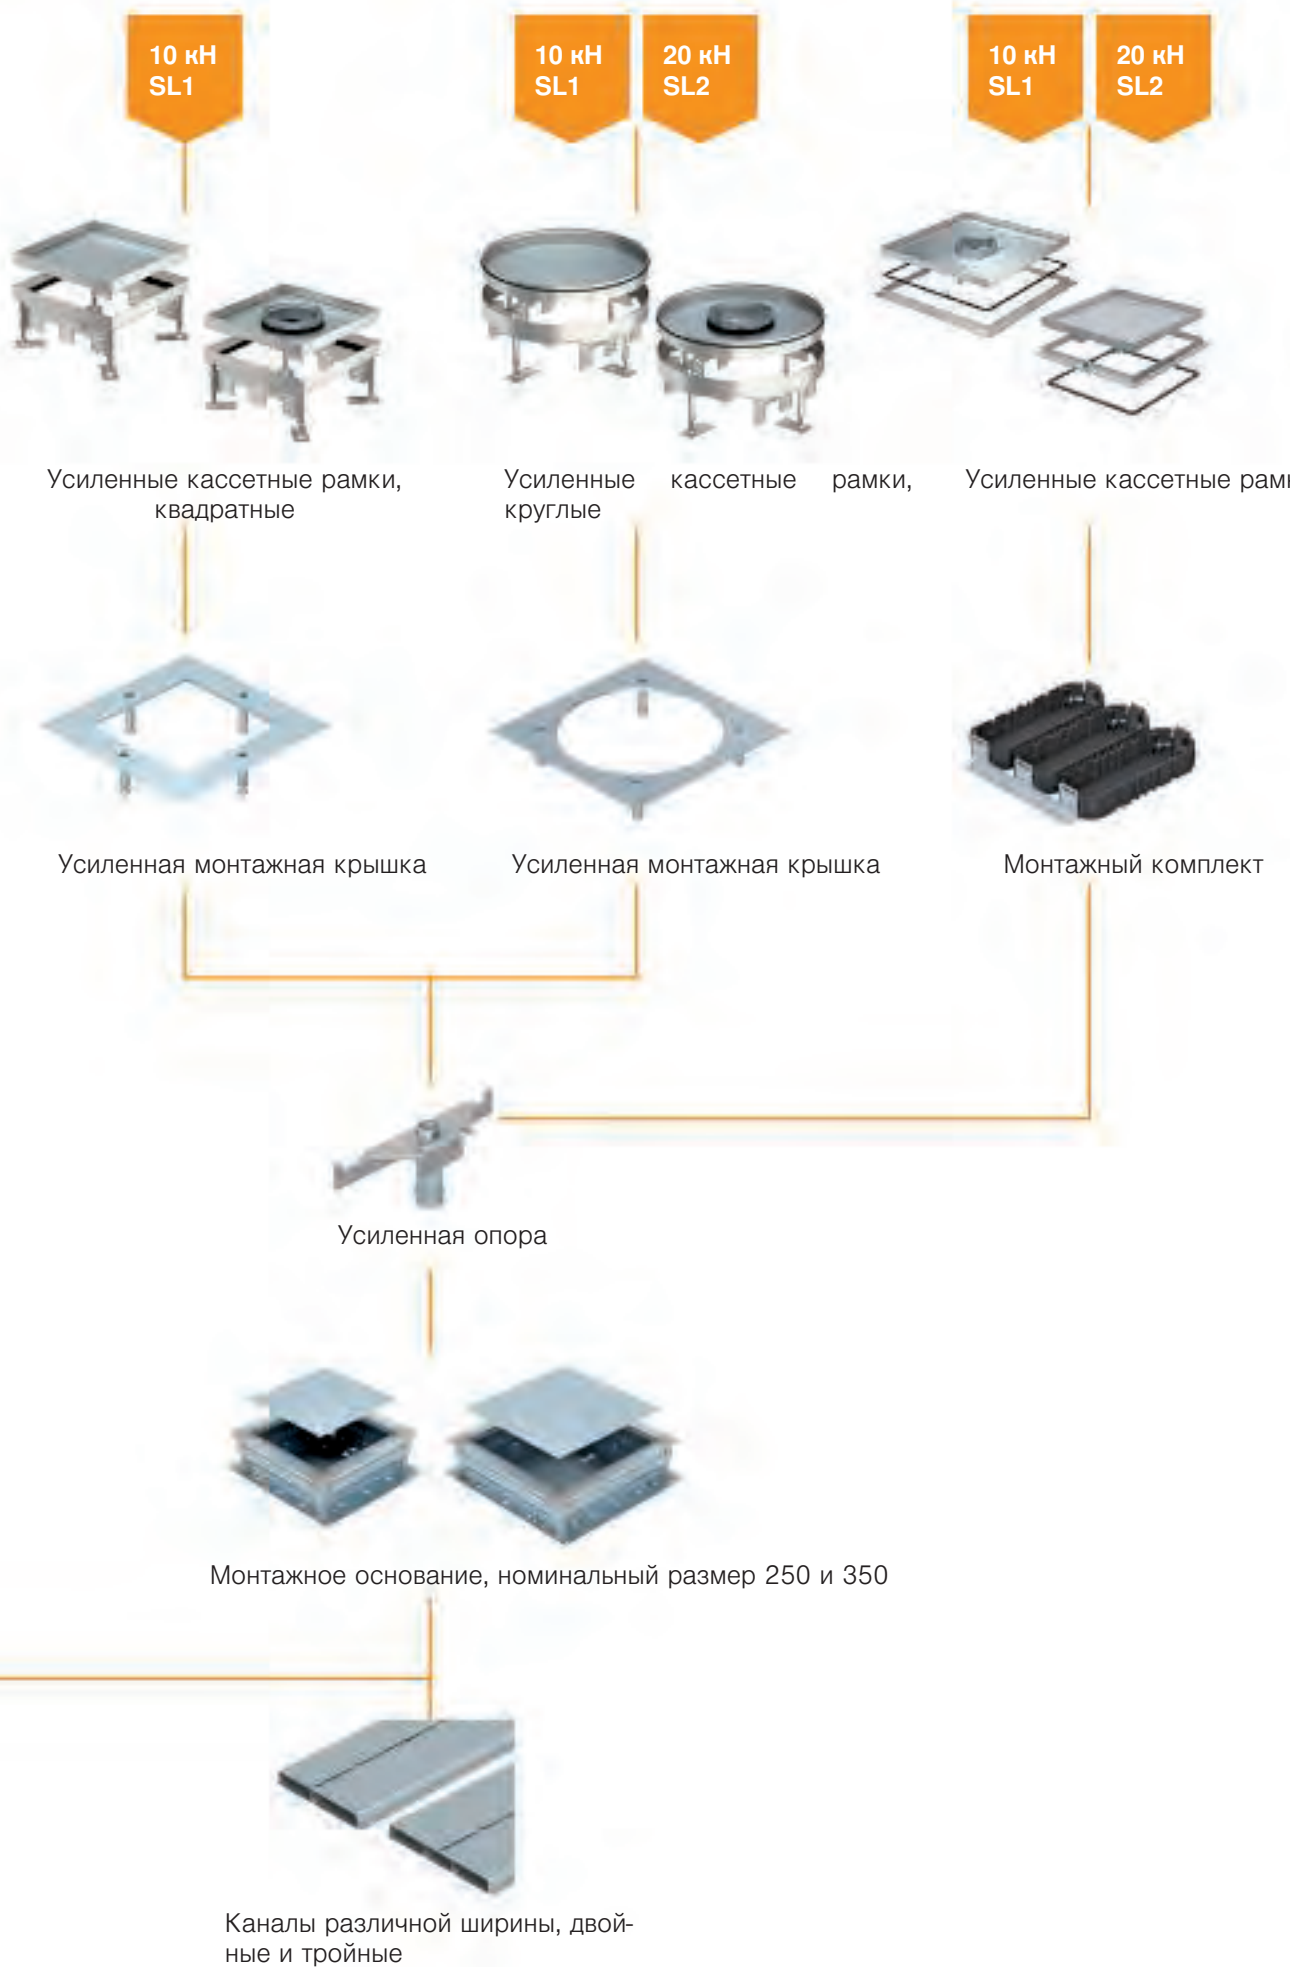 10 кН
SL1
10 кН
SL1
20 кН
SL2
10 кН
SL1
20 кН
SL2
Усиленные кассетные рамки,
квадратные
Усиленные кассетные рамки,
круглые
Усиленные кассетные
Усиленная монтажная крышка
Усиленная монтажная крышка
Монтажный комплект
Усиленная опора
Монтажное основание, номинальный размер 250 и 350
Каналы различной ширины, двой-
ные и тройные